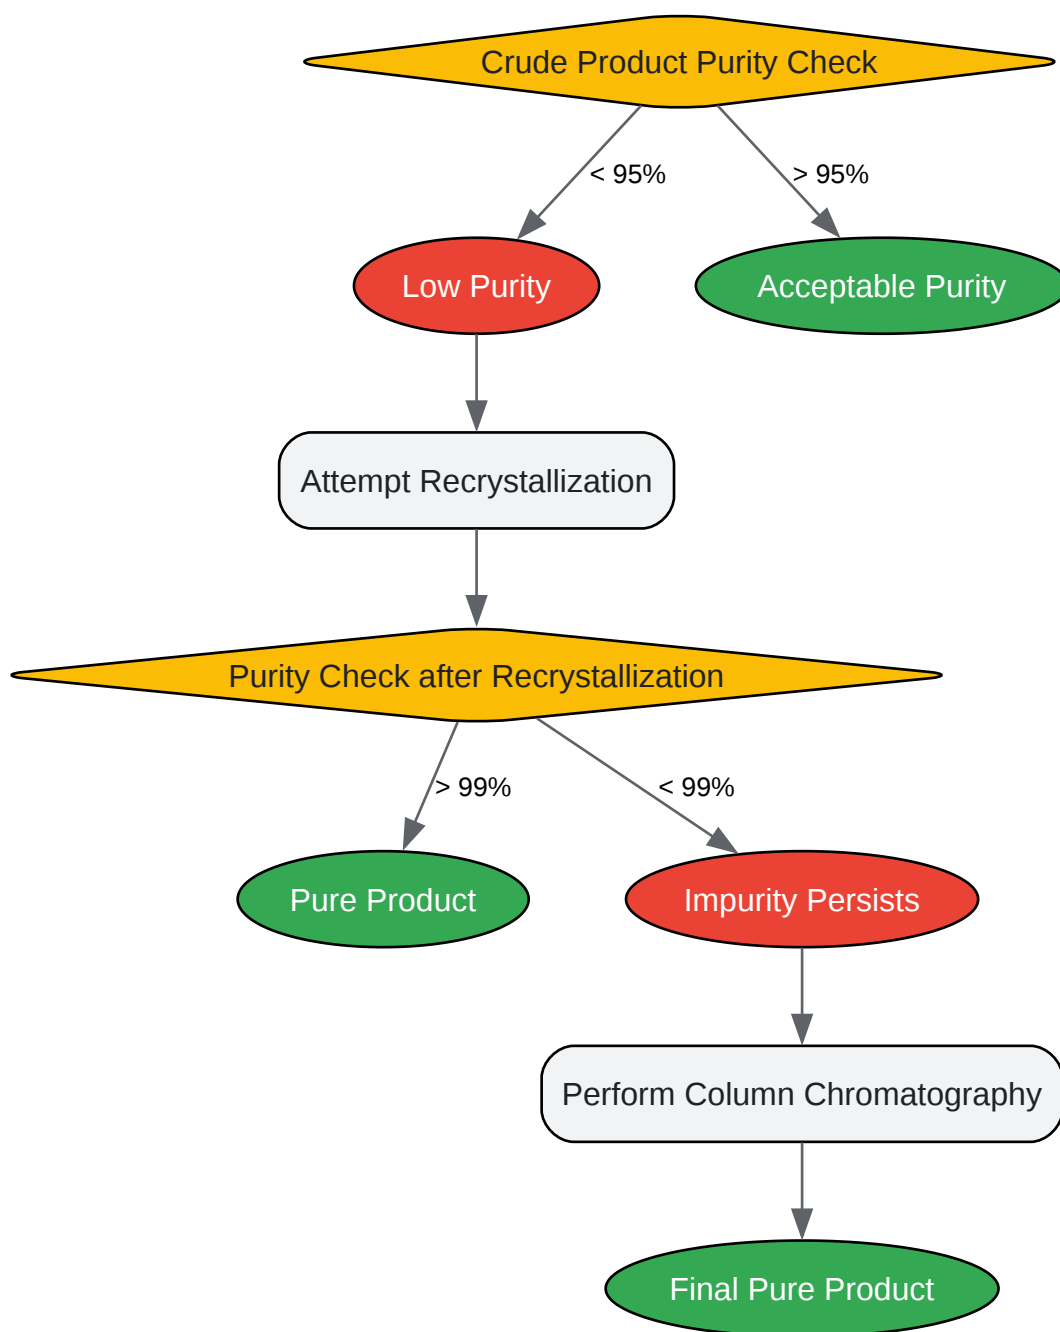 Crude Product Purity Check
< 95%
> 95%
Low Purity
Acceptable Purity
Attempt Recrystallization
Purity Check after Recrystallization
> 99%
< 99%
Pure Product
Impurity Persists
Perform Column Chromatography
Final Pure Product